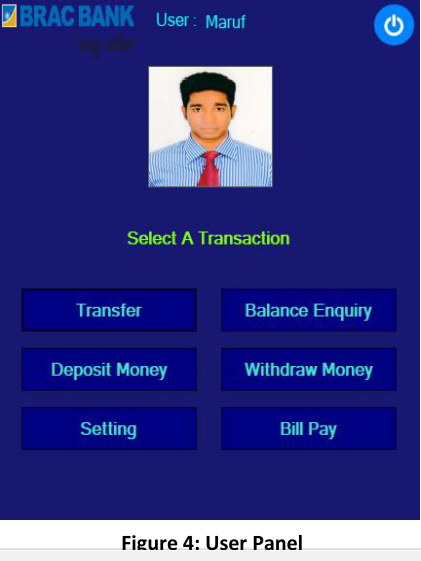 BRAC BANK User : Maruf
Select A Transaction
Transfer Balance Enquiry
Deposit Money Withdraw Money
Setting Bill Pay
Figure 4: User Panel